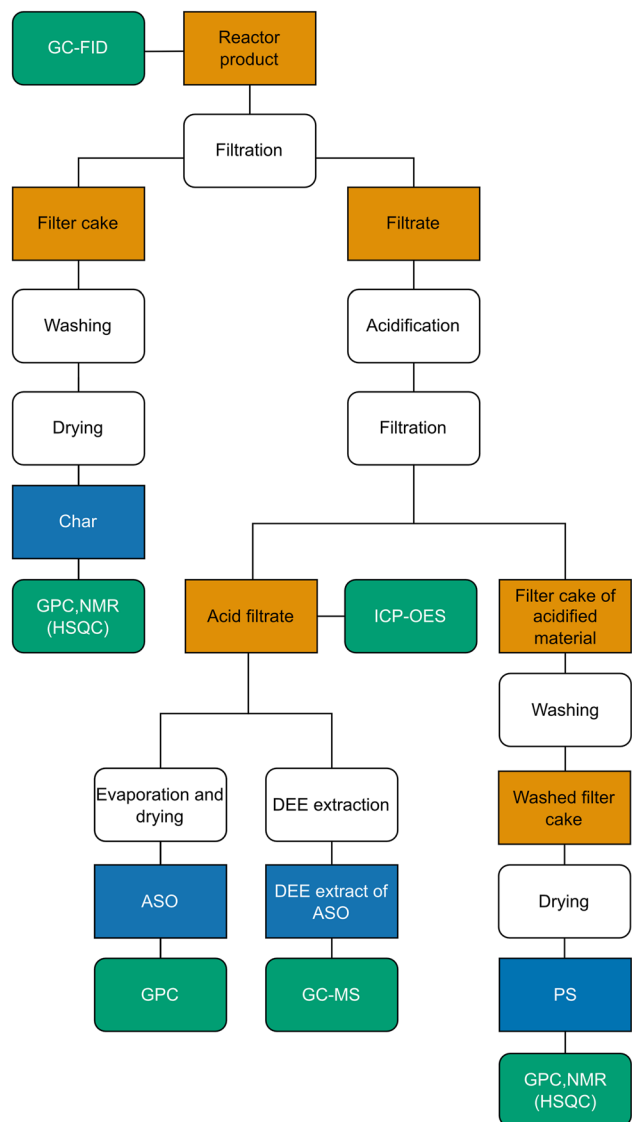 GC-FID
Reactor
product
Filtration
Filter cake
Filtrate
Washing
Acidification
Drying
Filtration
Char
GPC,NMR
(HSQC)
Acid filtrate
ICP-OES
Filter cake of
acidified
material
Washing
Evaporation and
drying
DEE extraction
Washed filter
cake
ASO
DEE extract of
ASO
Drying
GPC
GC-MS
PS
GPC,NMR
(HSQC)